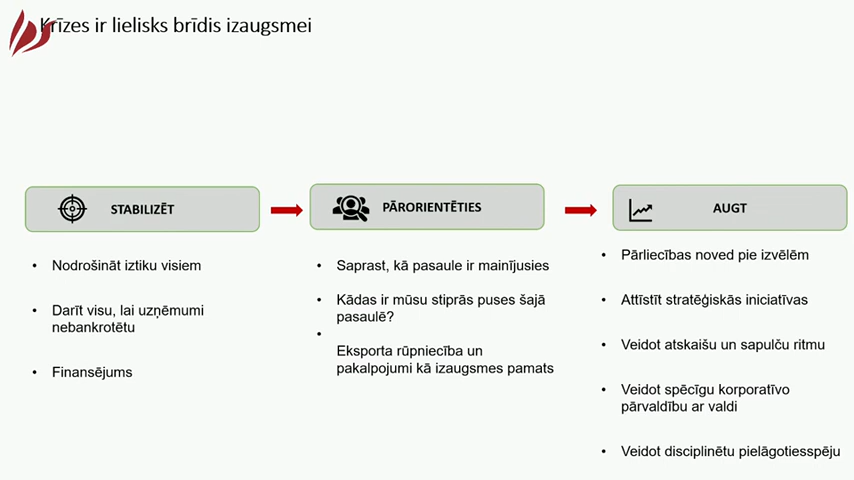 Krīzes ir lielisks brīdis izaugsmei
STABILIZĒT
Nodrošināt iztiku visiem
Darīt visu, lai uzņēmumi
nebankrotētu
Finansējums
PĀRORIENTĒTIES
Saprast, kā pasaule ir mainījusies
Kādas ir mūsu stiprās puses šajā
pasaulē?
Eksporta rūpniecība un
pakalpojumi kā izaugsmes pamats
AUGT
Pārliecības noved pie izvēlēm
Attīstīt stratēģiskās iniciatīvas
Veidot atskaišu un sapulču ritmu
Veidot spēcīgu korporatīvo
pārvaldību ar valdi
Veidot disciplinētu pielāgotiesspēju